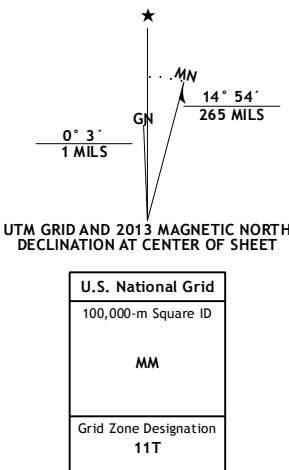 ★
MN
GN
14° 54´
265 MILS
0° 3´
1 MILS
UTM GRID AND 2013 MAGNETIC NORTH
DECLINATION AT CENTER OF SHEET
U.S. National Grid
100,000-m Square ID
MM
Grid Zone Designation
11T